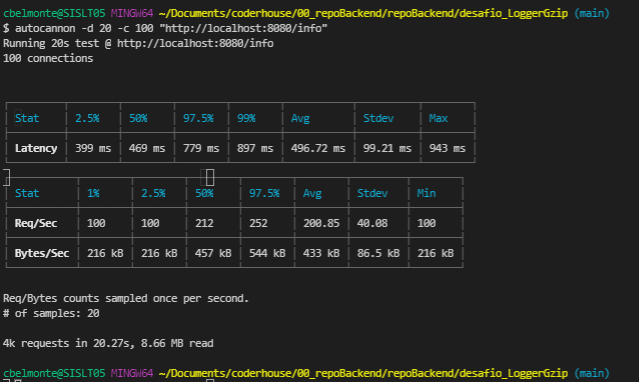 cbelmonte@SISLT05 MINGW64 ~/Documents/coderhouse/00_repoBackend/repoBackend/desafio_LoggerGzip (main)
$ autocannon -d 20 -c 100 "http://localhost:8080/info"
Running 20s test @ http://localhost:8080/info
100 connections
Stat 2.5% 50% 97.5% 99% Avg Stdev Max
Latency 399 ms 469 ms 779 ms 897 ms 496.72 ms 99.21 ms 943 ms
Stat 1% 2.5% 50% 97.5% Avg Stdev Min
Req/Sec 100 100 212 252 200.85 40.08 100
Bytes/Sec 216 kB 216 kB 457 kB 544 kB 433 kB 86.5 kB 216 kB
Req/Bytes counts sampled once per second.
# of samples: 20
4k requests in 20.27s, 8.66 MB read
cbelmonte@SISLT05 MINGW64 ~/Documents/coderhouse/00_repoBackend/repoBackend/desafio_LoggerGzip (main)